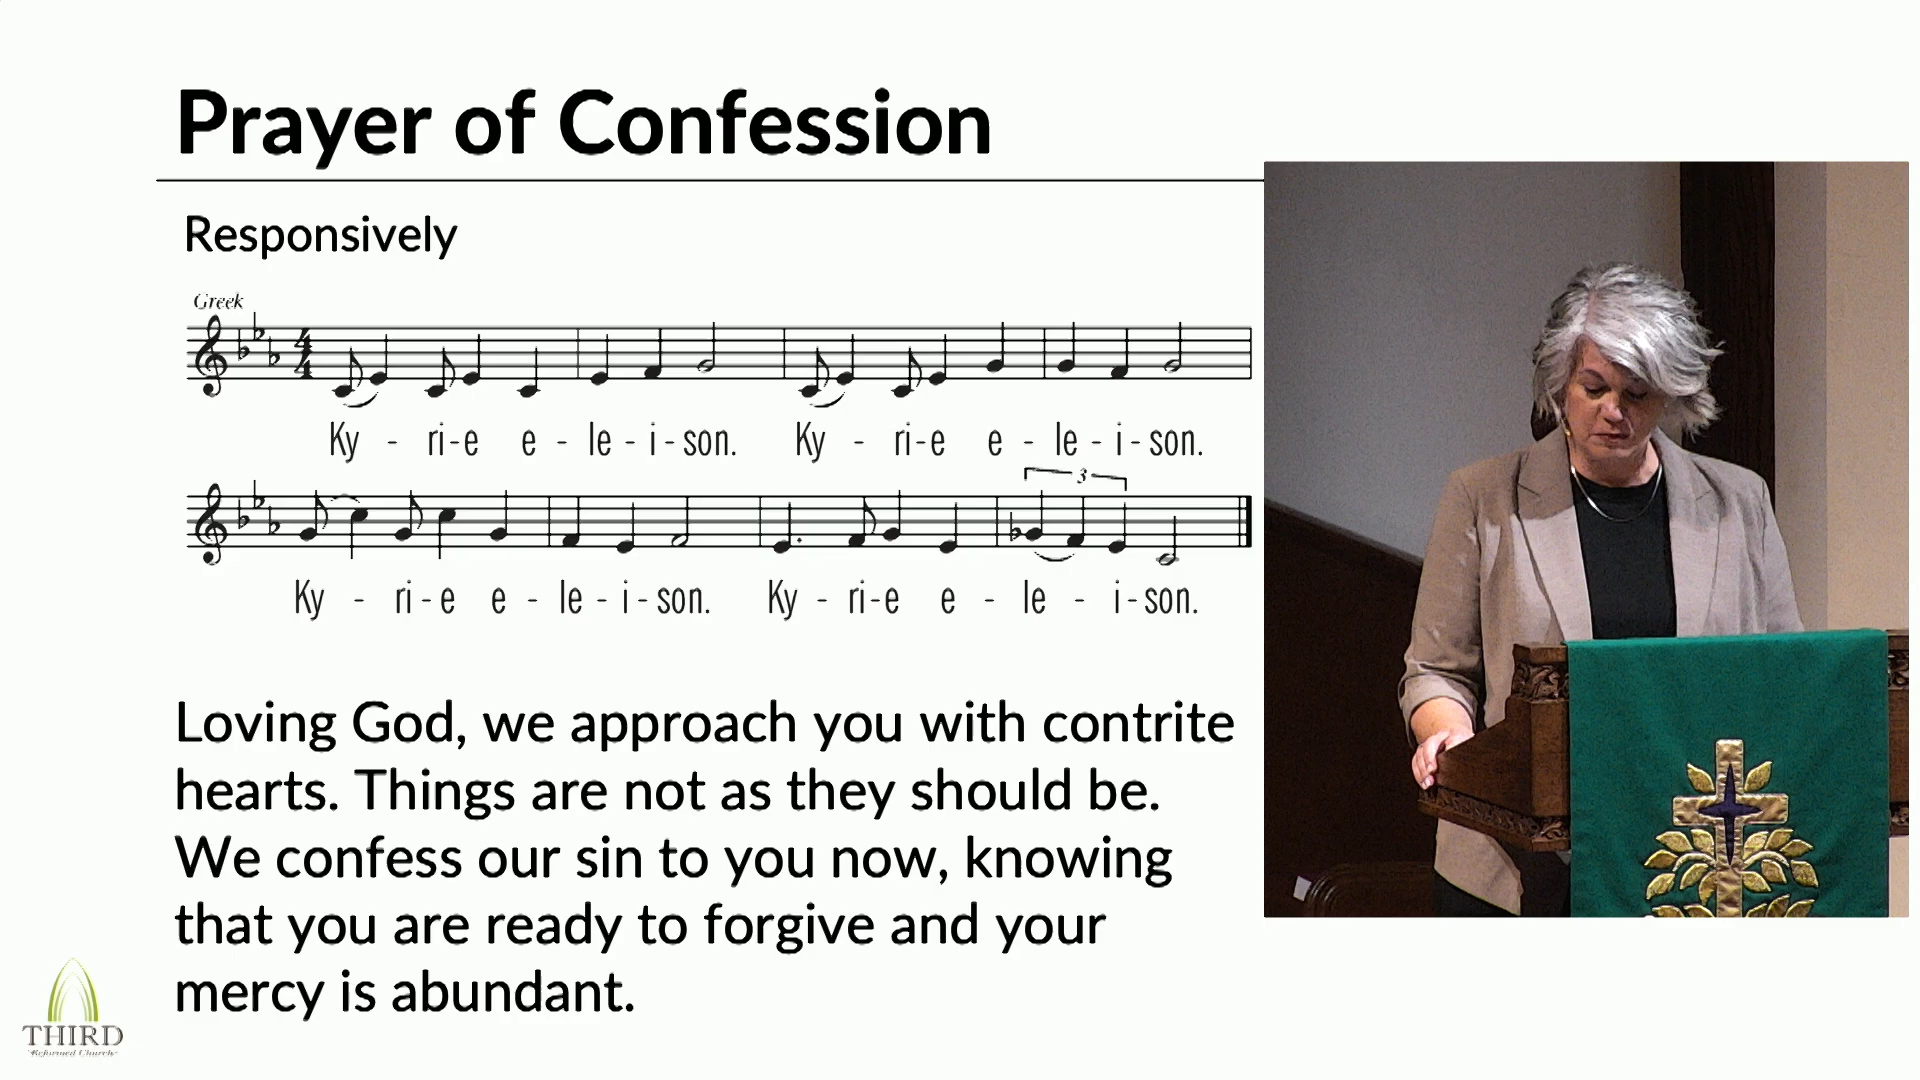 Prayer of Confession
Responsively
Greek
Ky - ri-e e - le - i - son. Ky - ri-e e - le - i - son.
3
Ky - ri - e e - le - i - son. Ky - ri-e e - le - i - son.
Loving God, we approach you with contrite
hearts. Things are not as they should be.
We confess our sin to you now, knowing
that you are ready to forgive and your
mercy is abundant.
THIRD
Reformed Church